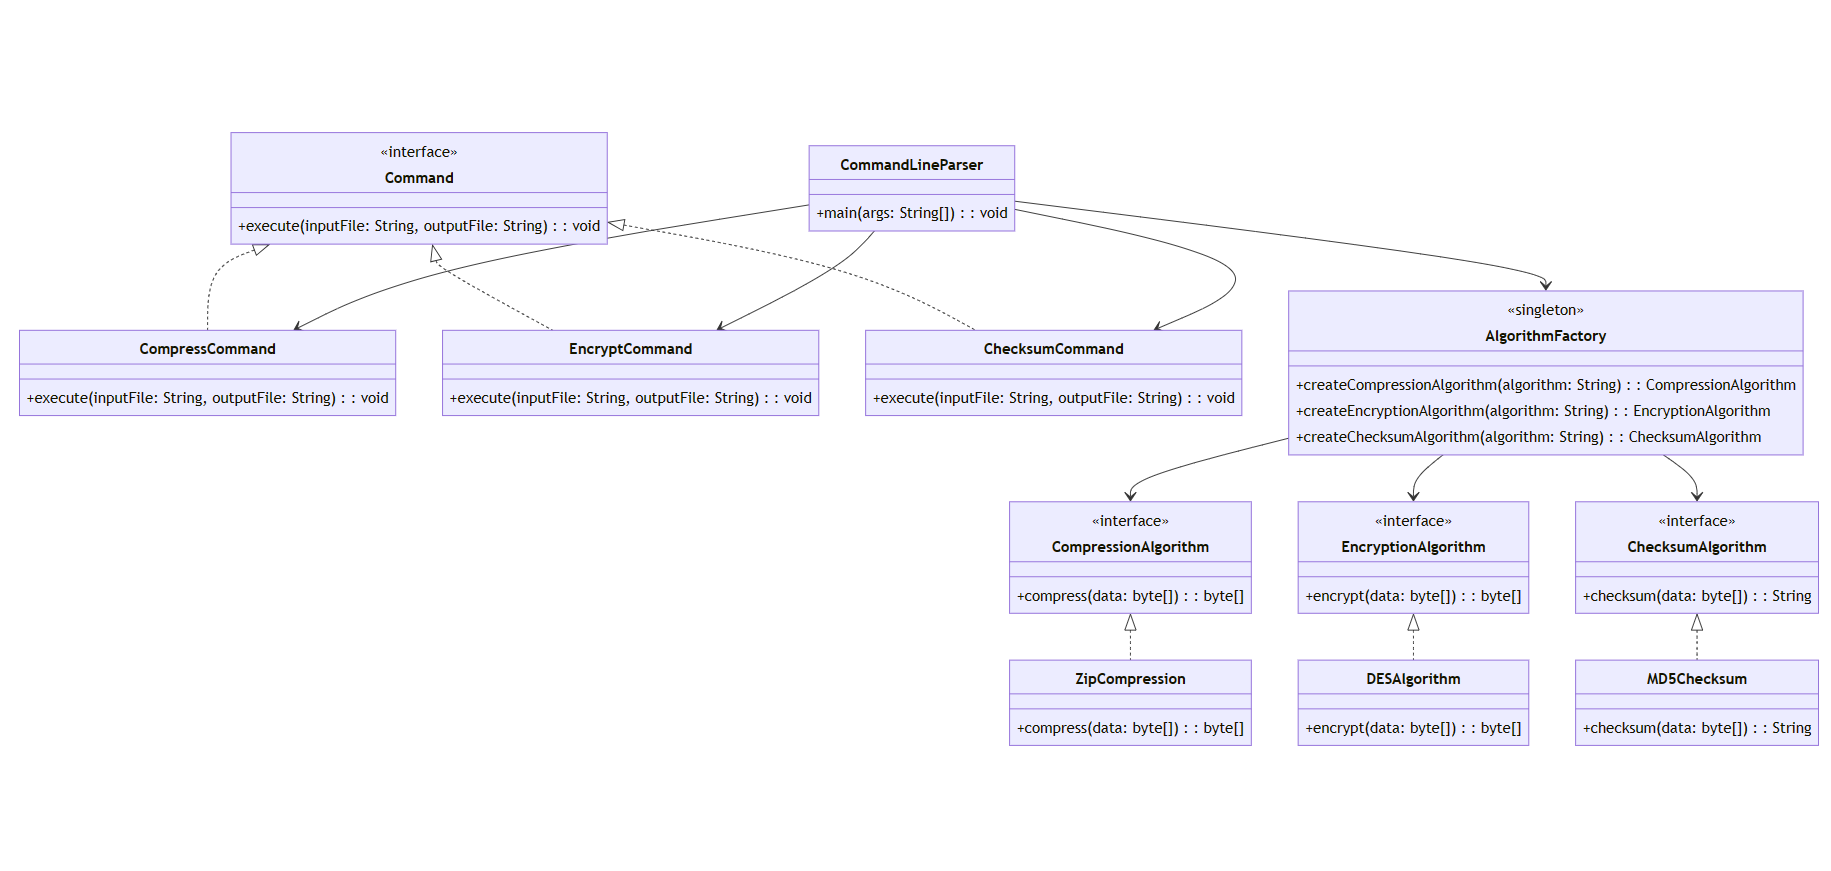 «interface»
Command
+execute(inputFile: String, outputFile: String) : : void
CommandLineParser
+main(args: String[]) : : void
CompressCommand
+execute(inputFile: String, outputFile: String) : : void
EncryptCommand
+execute(inputFile: String, outputFile: String) : : void
ChecksumCommand
+execute(inputFile: String, outputFile: String) : : void
«singleton»
AlgorithmFactory
+createCompressionAlgorithm(algorithm: String) : : CompressionAlgorithm
+createEncryptionAlgorithm(algorithm: String) : : EncryptionAlgorithm
+createChecksumAlgorithm(algorithm: String) : : ChecksumAlgorithm
«interface»
CompressionAlgorithm
+compress(data: byte[]) : : byte[]
«interface»
EncryptionAlgorithm
+encrypt(data: byte[]) : : byte[]
«interface»
ChecksumAlgorithm
+checksum(data: byte[]) : : String
ZipCompression
+compress(data: byte[]) : : byte[]
DESAlgorithm
+encrypt(data: byte[]) : : byte[]
MD5Checksum
+checksum(data: byte[]) : : String